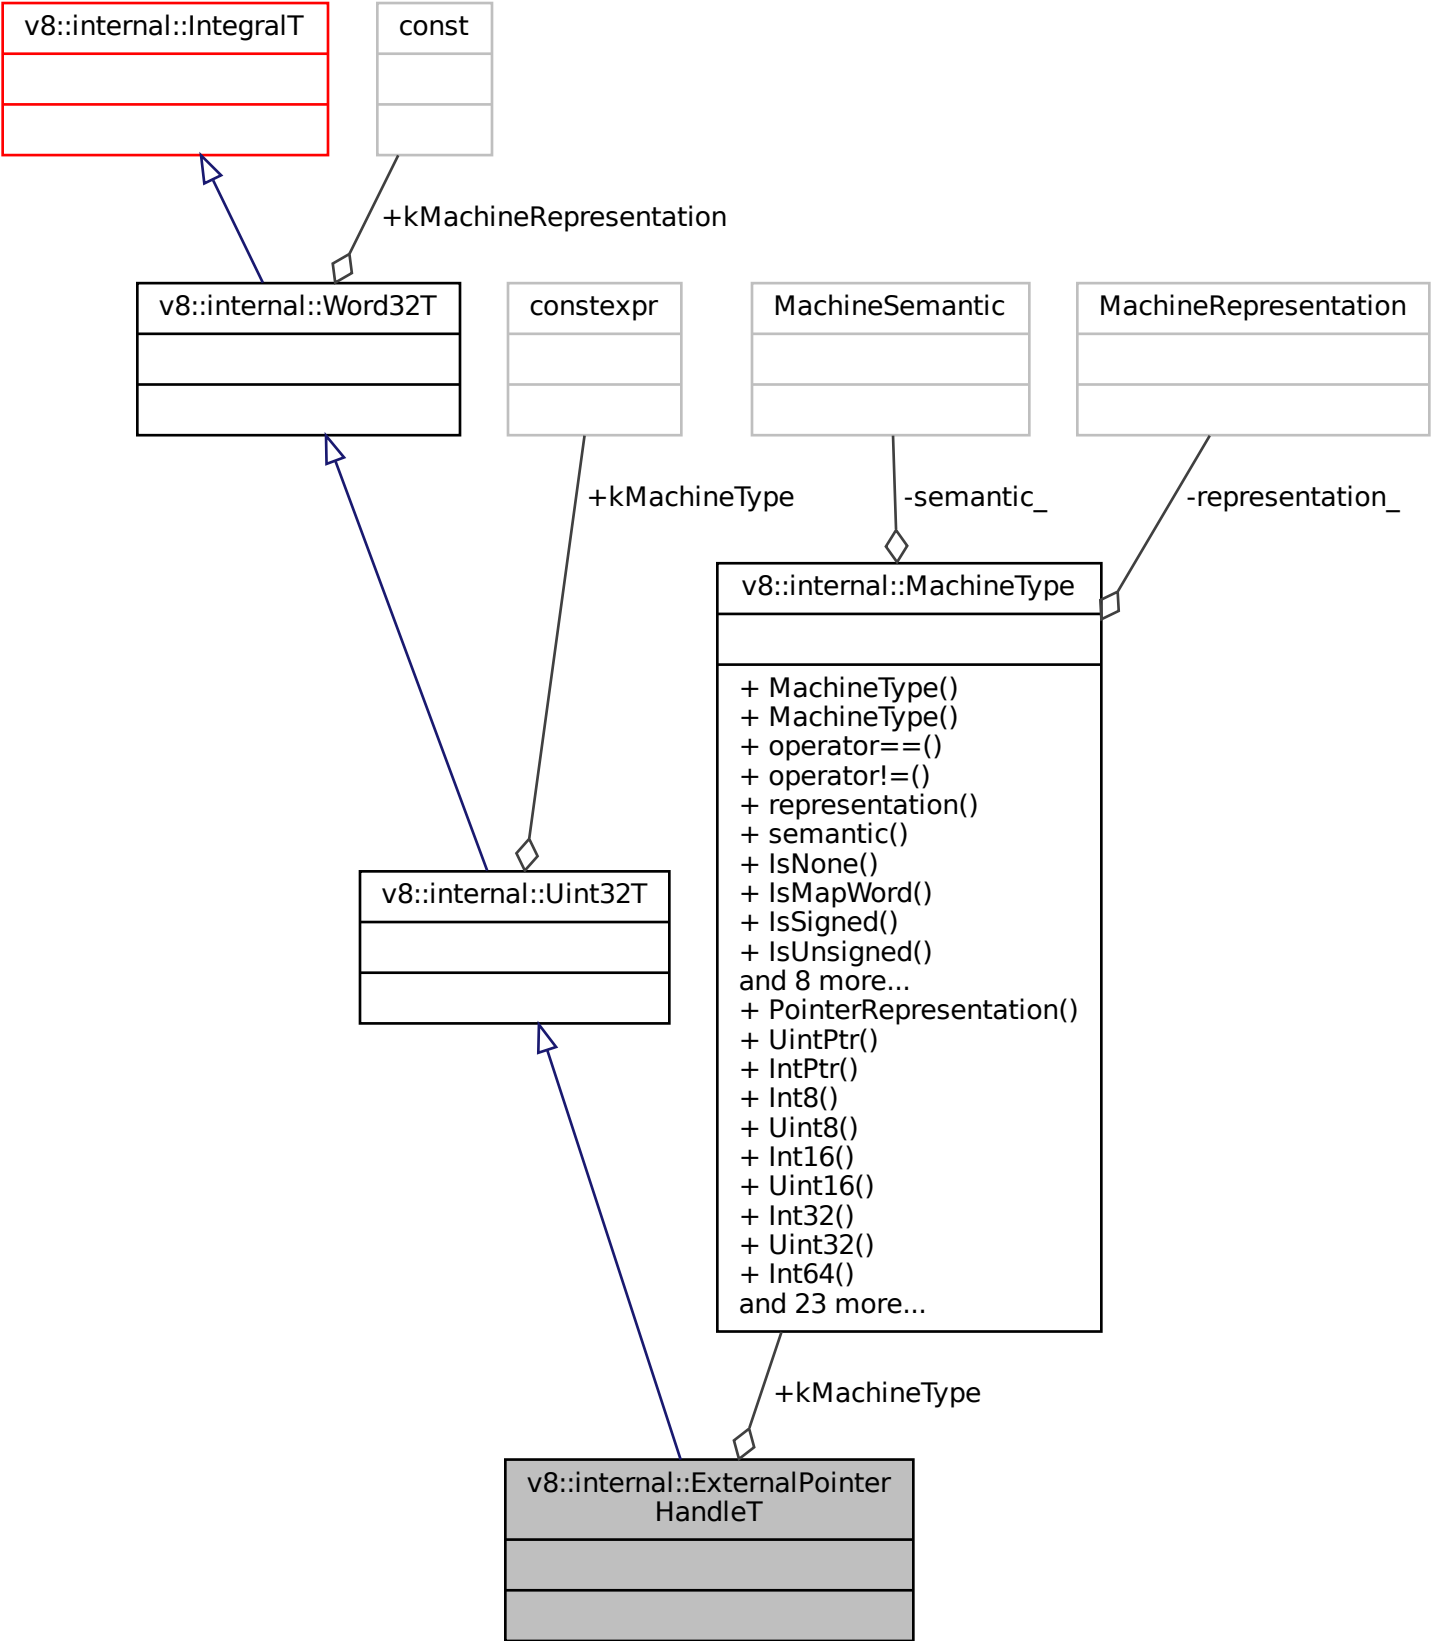 v8::internal::IntegralT
const
+kMachineRepresentation
v8::internal::Word32T
constexpr
MachineSemantic
MachineRepresentation
+kMachineType
-semantic_
-representation_
v8::internal::MachineType
+ MachineType()
+ MachineType()
+ operator==()
+ operator!=()
+ representation()
+ semantic()
+ IsNone()
+ IsMapWord()
+ IsSigned()
+ IsUnsigned()
and 8 more...
+ PointerRepresentation()
+ UintPtr()
+ IntPtr()
+ Int8()
+ Uint8()
+ Int16()
+ Uint16()
+ Int32()
+ Uint32()
+ Int64()
and 23 more...
v8::internal::Uint32T
+kMachineType
v8::internal::ExternalPointer
HandleT